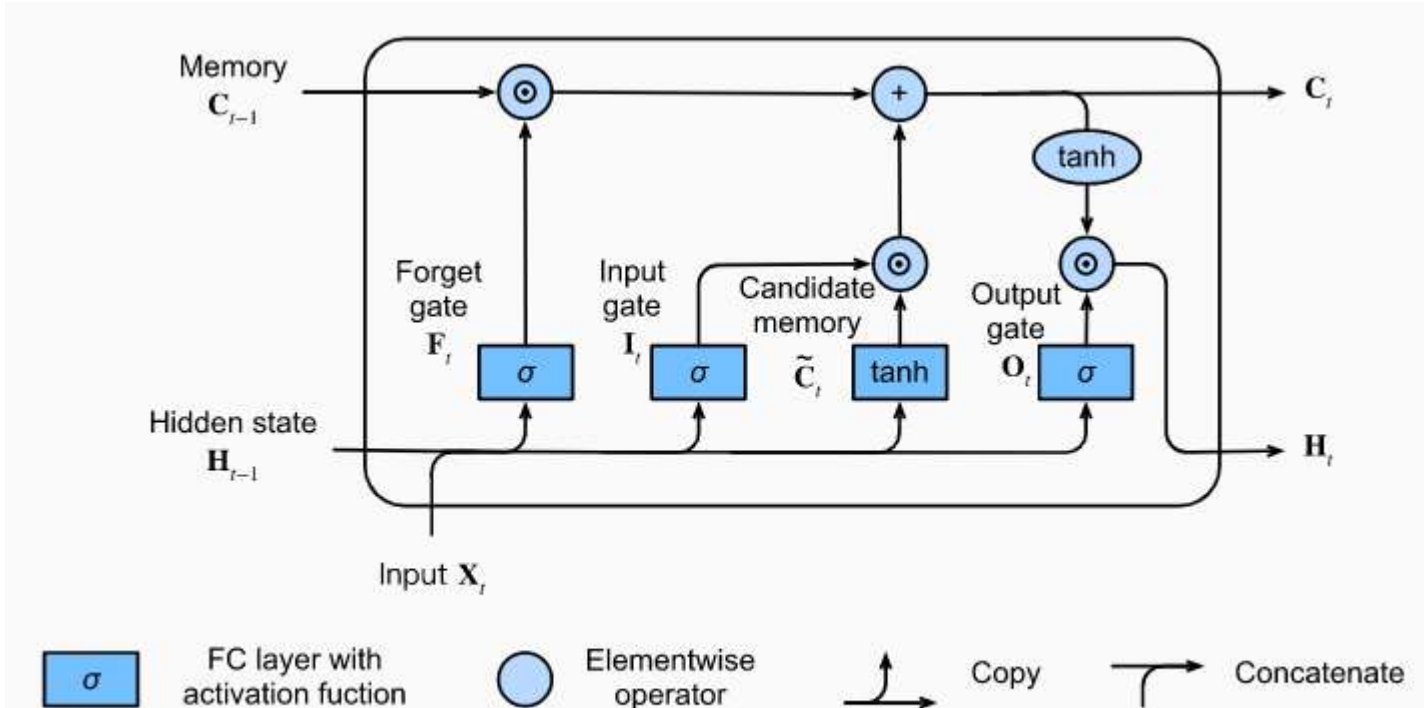 Memory
C_{t-1}
⊙
+
C_t
tanh
Forget
gate
F_t
Input
gate
I_t
⊙
Candidate
memory
C̃_t
Output
gate
O_t
⊙
σ
σ
tanh
σ
Hidden state
H_{t-1}
H_t
Input X_t
σ
FC layer with
activation fuction
Elementwise
operator
Copy
Concatenate